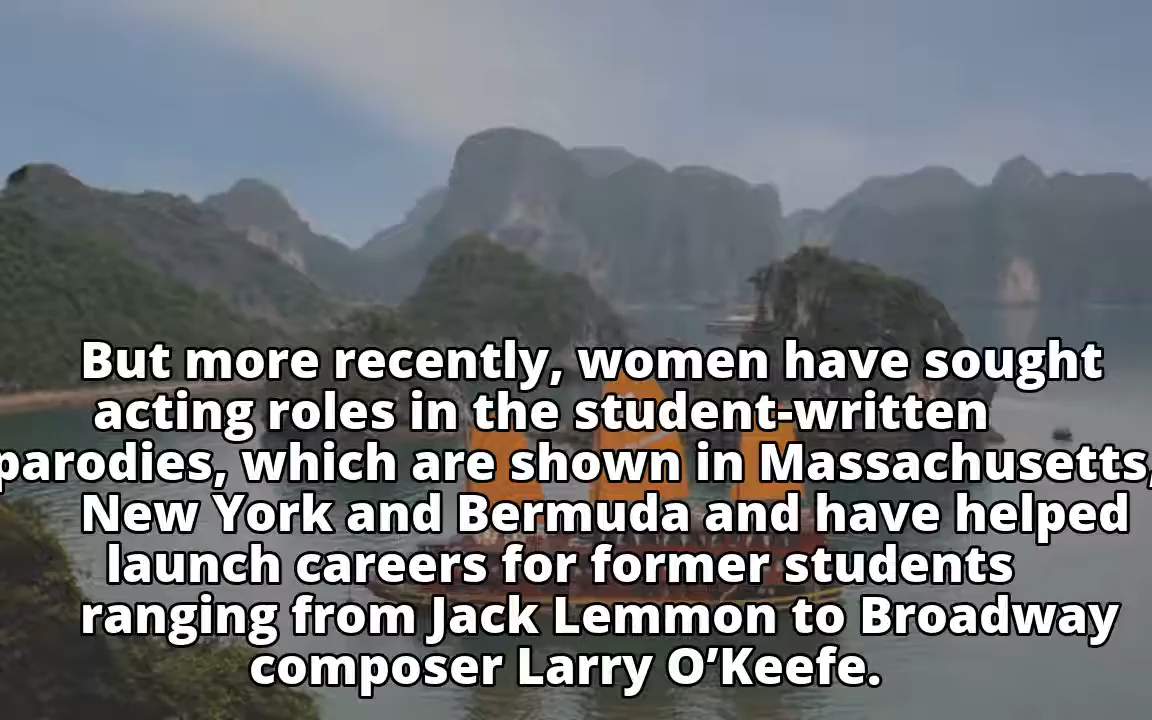 But more recently, women have sought
acting roles in the student-written
parodies, which are shown in Massachusetts,
New York and Bermuda and have helped
launch careers for former students
ranging from Jack Lemmon to Broadway
composer Larry O’Keefe.